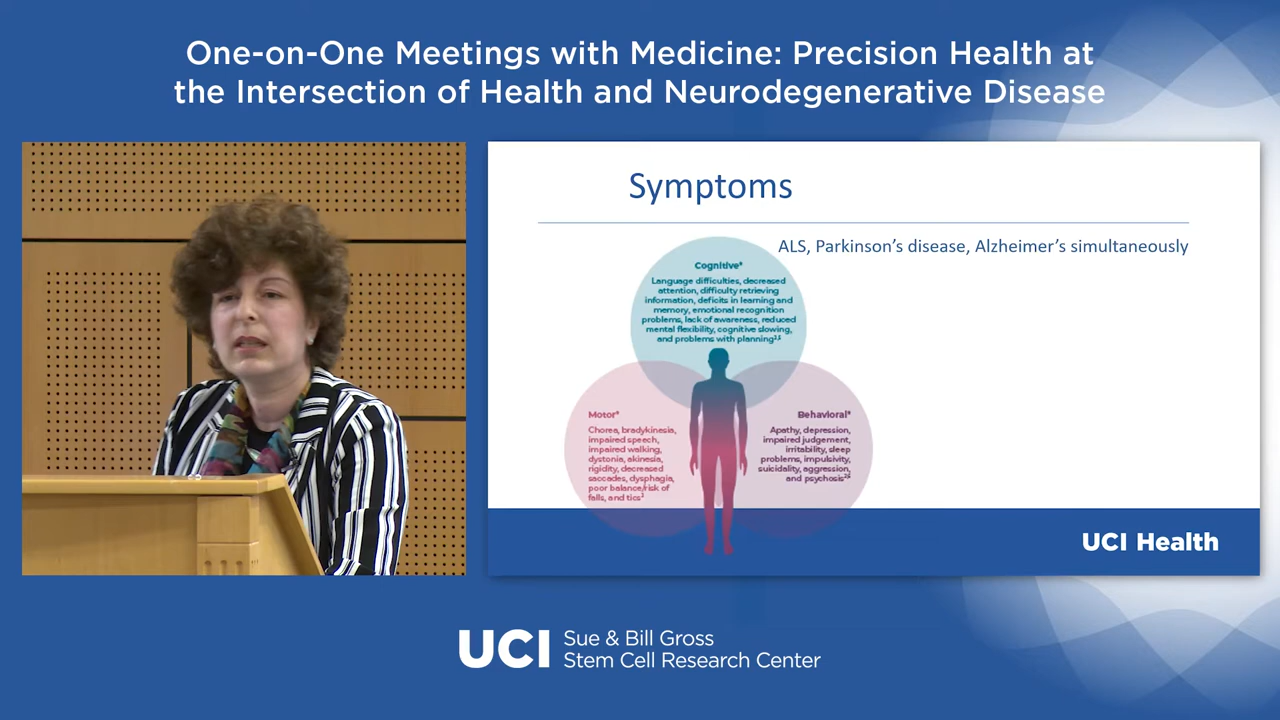 One-on-One Meetings with Medicine: Precision Health at
the Intersection of Health and Neurodegenerative Disease
Symptoms
ALS, Parkinson's disease, Alzheimer's simultaneously
Cognitive⁸
Language difficulties, decreased
attention, difficulty retrieving
information, deficits in learning and
memory, emotional recognition
problems, lack of awareness, reduced
mental flexibility, cognitive slowing,
and problems with planning
Motor
Chorea, bradykinesia,
impaired speech,
impaired walking,
dystonia, akinesia,
rigidity, decreased
saccades, dysphagia,
poor balance/risk of
falls, and tics
Behavioral
Apathy, depression,
impaired judgement,
irritability, sleep
problems, impulsivity,
suicidality, aggression,
and psychosis
UCI Health
UCI Sue & Bill Gross
Stem Cell Research Center